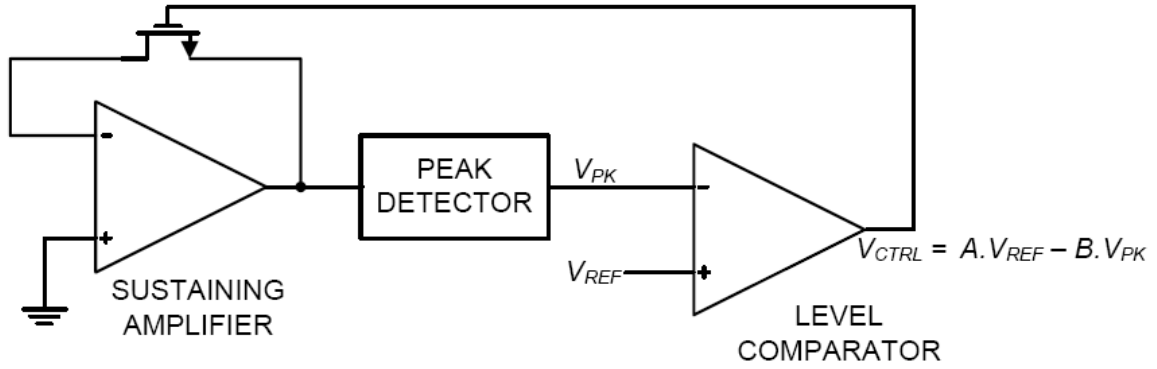 -
+
SUSTAINING
AMPLIFIER
PEAK
DETECTOR
V_PK
V_REF
-
+
LEVEL
COMPARATOR
V_CTRL = A.V_REF – B.V_PK